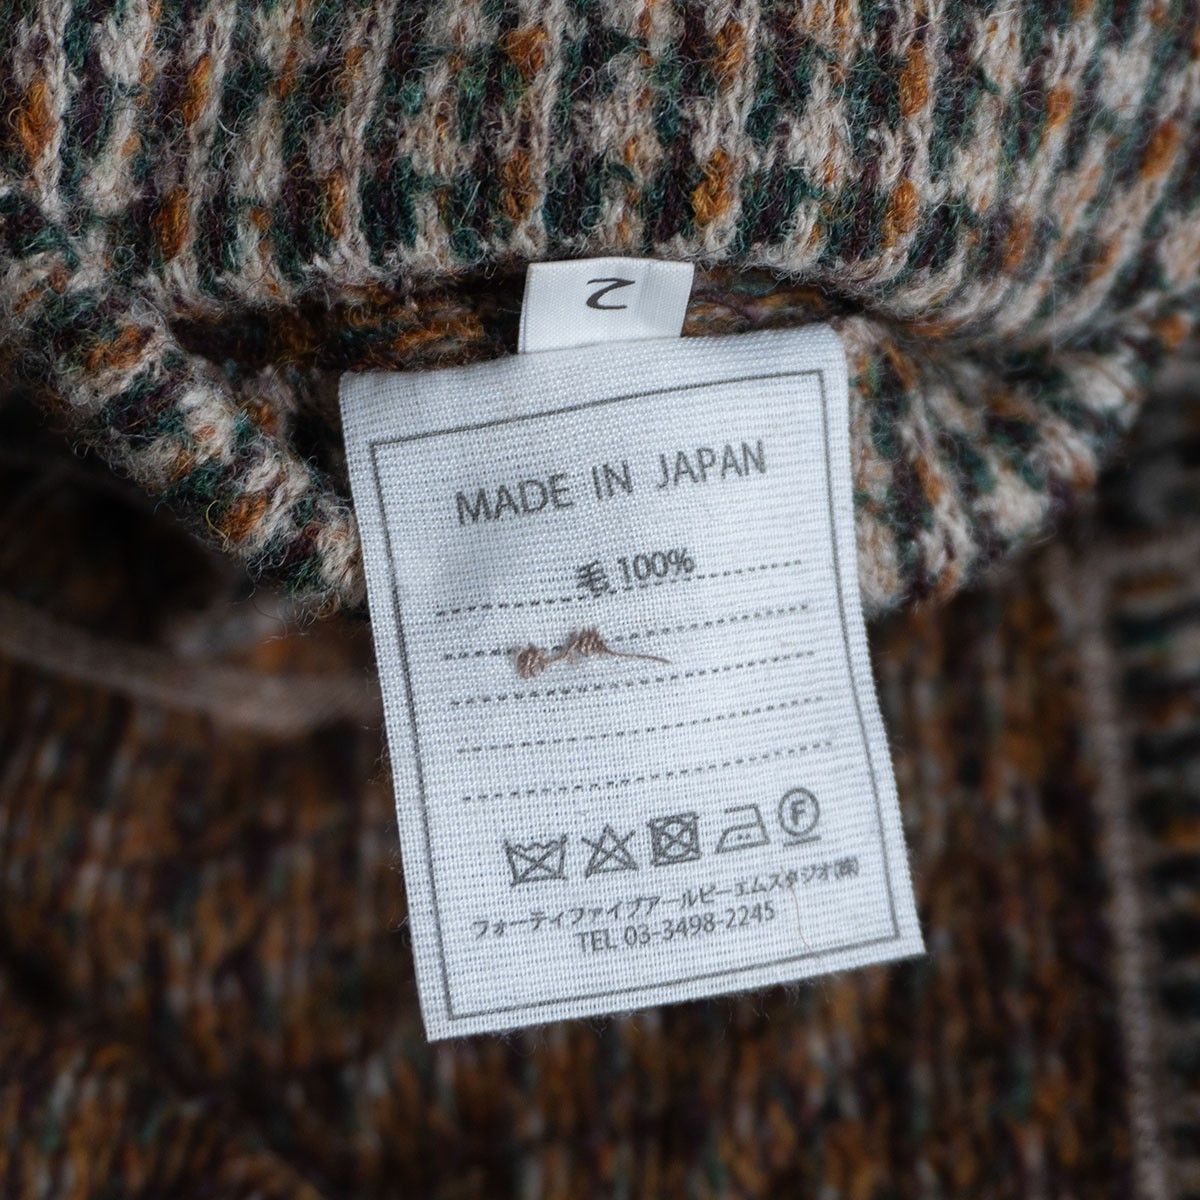 2
MADE IN JAPAN
毛 100%
F
フォーティファイブアールピーエムスタジオ(株)
TEL 03-3498-2245